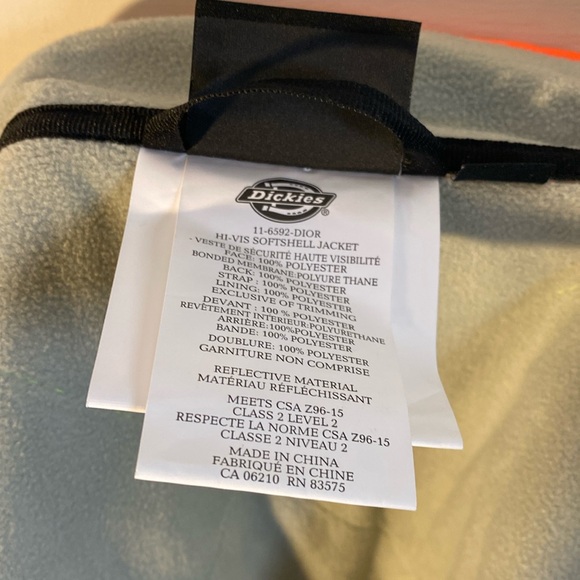 Dickies
11-6592-DIOR
HI-VIS SOFTSHELL JACKET
- VESTE DE SÉCURITÉ HAUTE VISIBILITÉ
FACE: 100% POLYESTER
BONDED MEMBRANE:POLYURE THANE
BACK: 100% POLYESTER
STRAP : 100% POLYESTER
LINING: 100% POLYESTER
EXCLUSIVE OF TRIMMING
DEVANT : 100 % POLYESTER
REVÊTEMENT INTERIEUR:POLYURETHANE
ARRIÈRE:100%POLYESTER
BANDE: 100% POLYESTER
DOUBLURE: 100% POLYESTER
GARNITURE NON COMPRISE
REFLECTIVE MATERIAL
MATÉRIAU RÉFLÉCHISSANT
MEETS CSA Z96-15
CLASS 2 LEVEL 2
RESPECTE LA NORME CSA Z96-15
CLASSE 2 NIVEAU 2
MADE IN CHINA
FABRIQUÉ EN CHINE
CA 06210 RN 83575